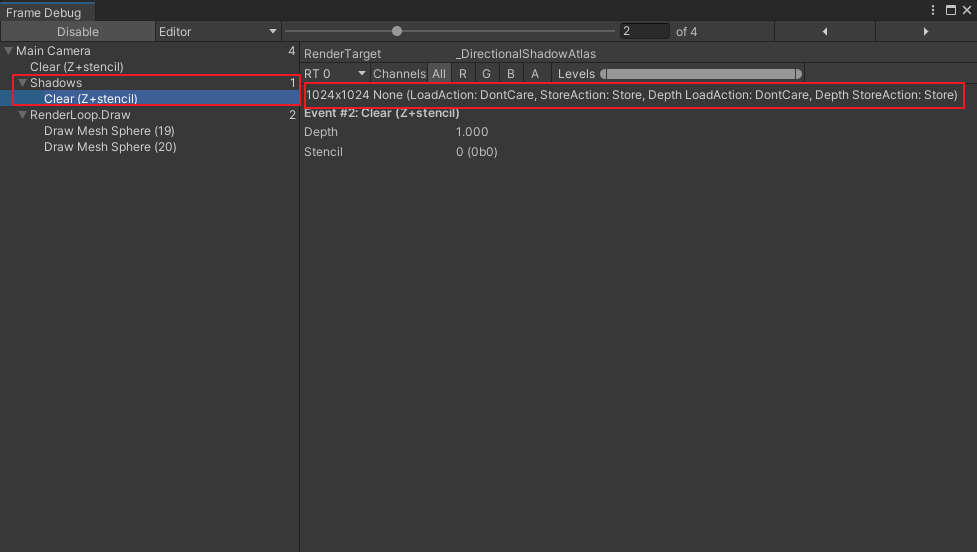 Frame Debug
Disable Editor 2 of 4
Main Camera 4
Clear (Z+stencil)
Shadows 1
Clear (Z+stencil)
RenderLoop.Draw 2
Draw Mesh Sphere (19)
Draw Mesh Sphere (20)
RenderTarget _DirectionalShadowAtlas
RT 0 Channels All R G B A Levels
1024x1024 None (LoadAction: DontCare, StoreAction: Store, Depth LoadAction: DontCare, Depth StoreAction: Store)
Event #2: Clear (Z+stencil)
Depth 1.000
Stencil 0 (0b0)